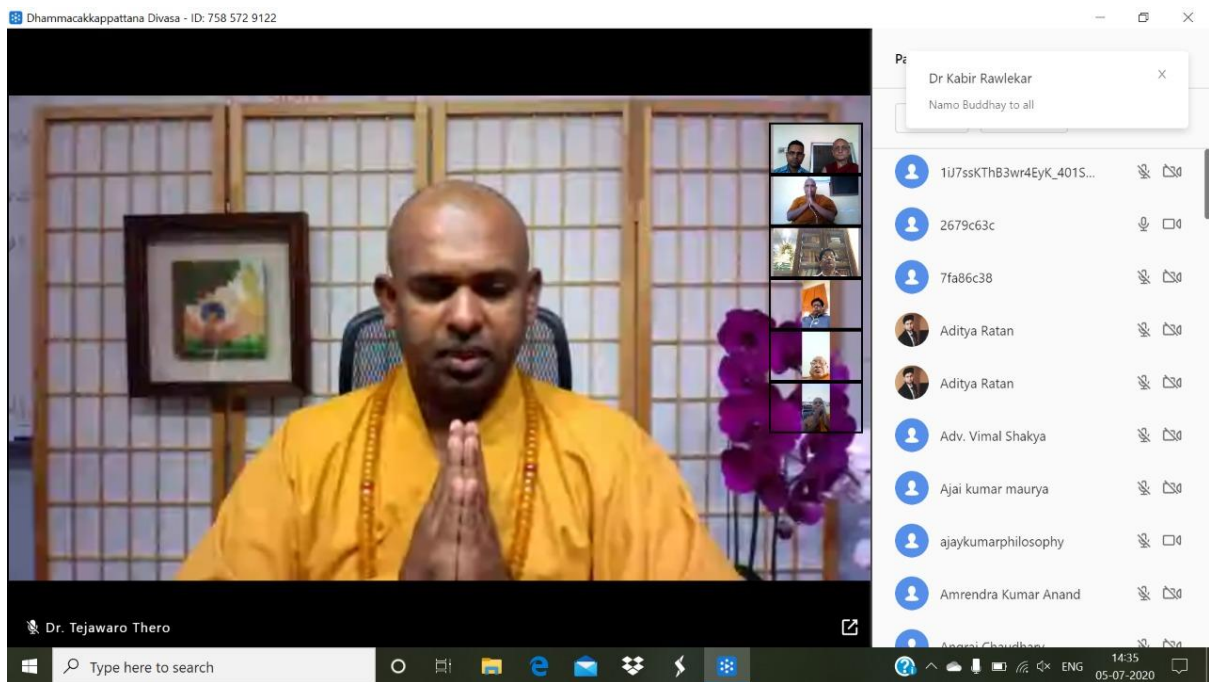 Dhammacakkappattana Divasa - ID: 758 572 9122
Dr Kabir Rawlekar
Namo Buddhay to all
1iJ7ssKThB3wr4EyK_401S...
2679c63c
7fa86c38
Aditya Ratan
Aditya Ratan
Adv. Vimal Shakya
Ajai kumar maurya
ajaykumarphilosophy
Amrendra Kumar Anand
Angraj Chaudhary
Dr. Tejawaro Thero
Type here to search
ENG
14:35
05-07-2020